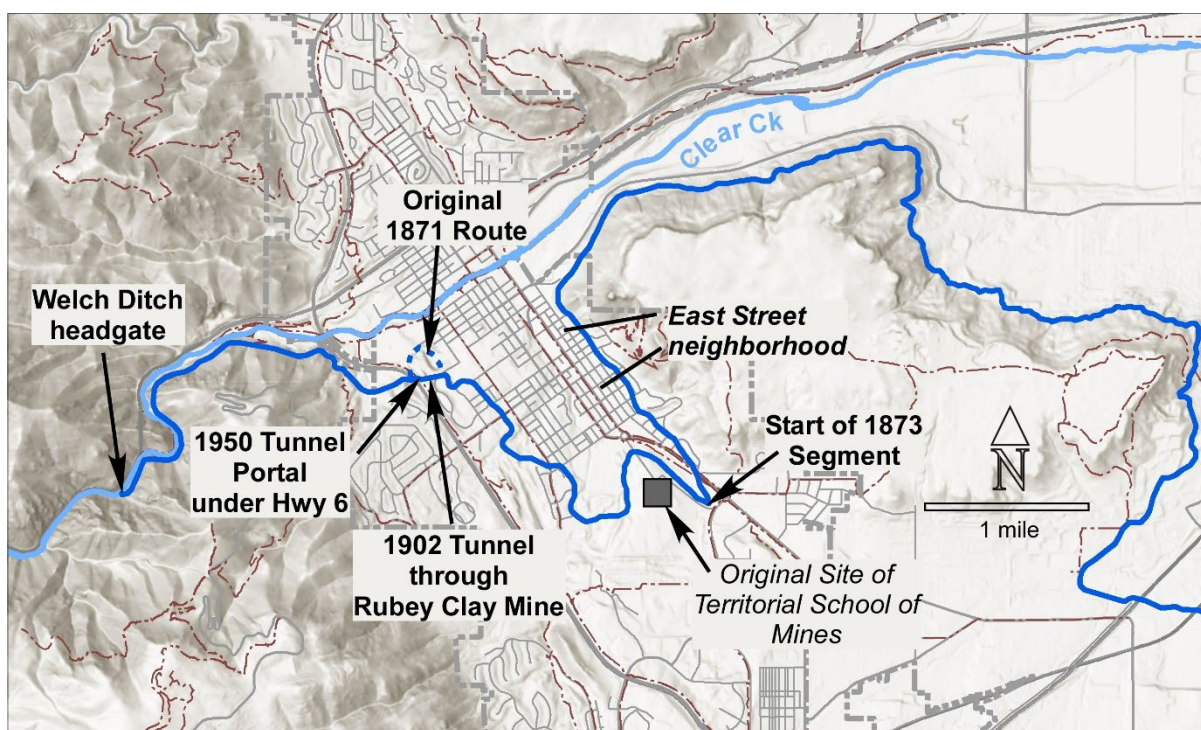 Clear Ck
Original
1871 Route
Welch Ditch
headgate
East Street
neighborhood
Start of 1873
Segment
N
1 mile
1950 Tunnel
Portal
under Hwy 6
1902 Tunnel
through
Rubey Clay Mine
Original Site of
Territorial School of
Mines